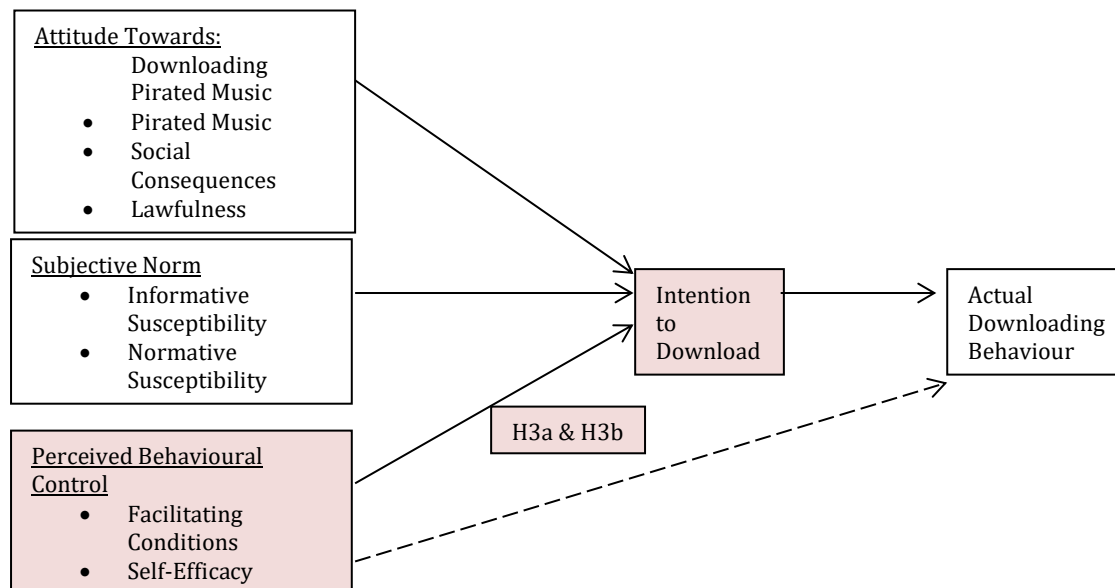 Attitude Towards:
Downloading
Pirated Music
• Pirated Music
• Social
Consequences
• Lawfulness
Subjective Norm
• Informative
Susceptibility
• Normative
Susceptibility
Perceived Behavioural
Control
• Facilitating
Conditions
• Self-Efficacy
H3a & H3b
Intention
to
Download
Actual
Downloading
Behaviour